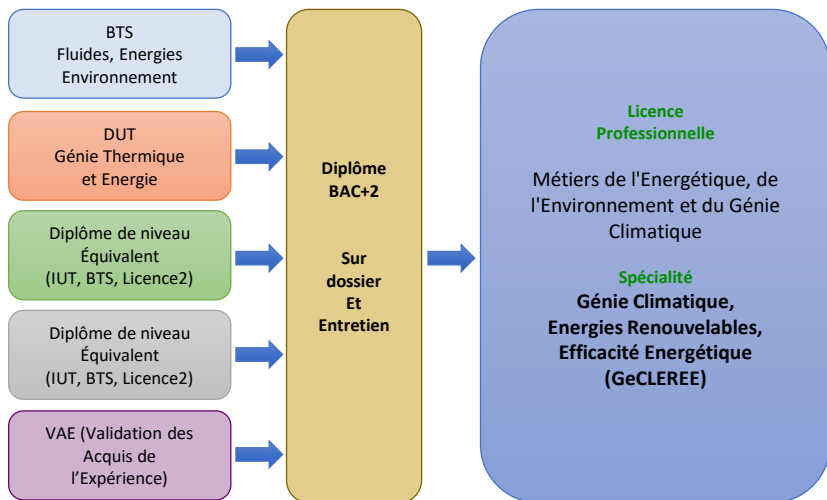 BTS
Fluides, Energies
Environnement
DUT
Génie Thermique
et Energie
Diplôme de niveau
Équivalent
(IUT, BTS, Licence2)
Diplôme de niveau
Équivalent
(IUT, BTS, Licence2)
VAE (Validation des
Acquis de
l’Expérience)
Diplôme
BAC+2
Sur
dossier
Et
Entretien
Licence
Professionnelle
Métiers de l'Energétique, de
l'Environnement et du Génie
Climatique
Spécialité
Génie Climatique,
Energies Renouvelables,
Efficacité Energétique
(GeCLEREE)